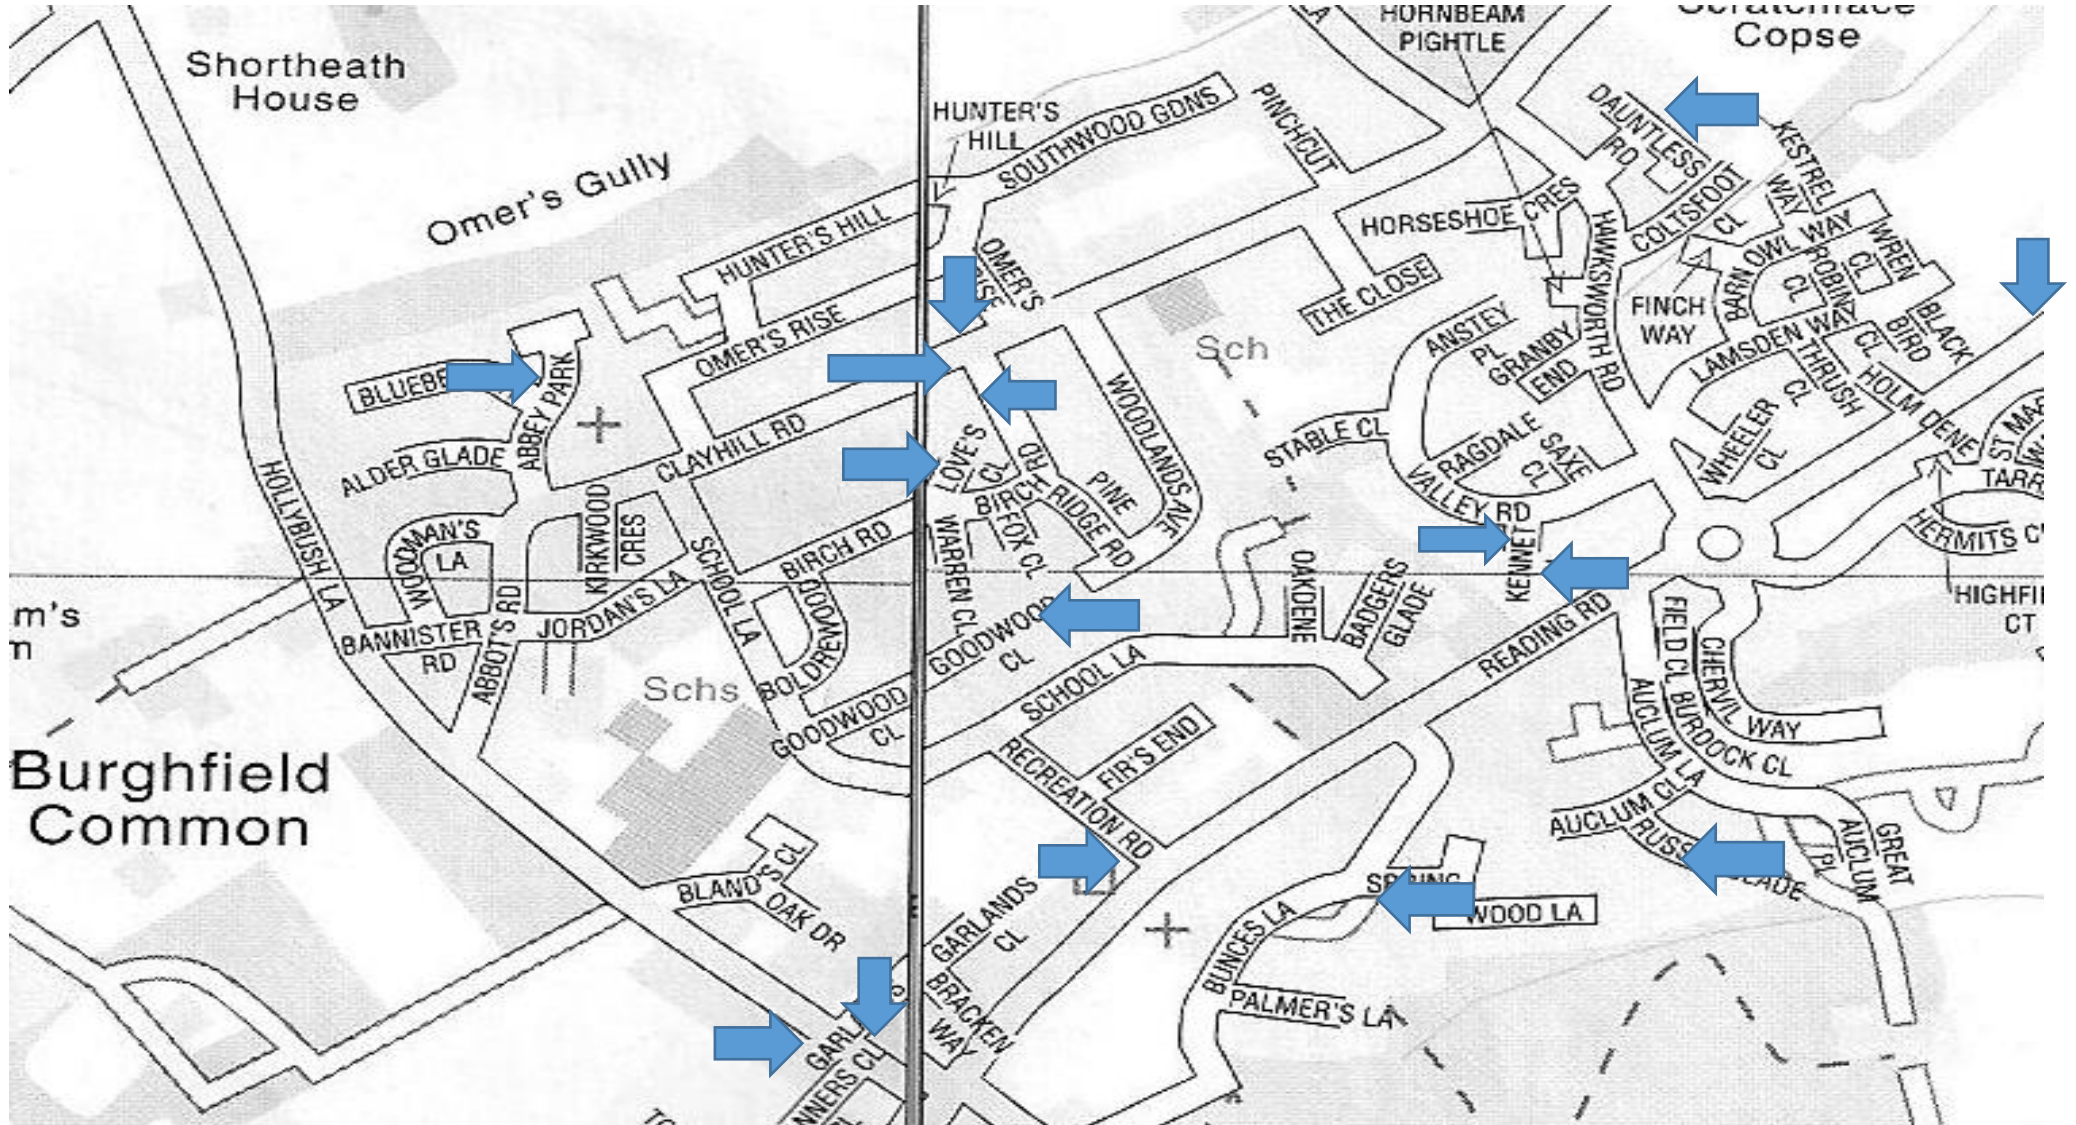 Shortheath
House
Omer's Gully
HUNTER'S
HILL
SOUTHWOOD GDNS
PINCHCUT
HORNBEAM
PIGHTLE
Copse
DAUNTLESS
RD
COLTSFOOT
CL
KESTREL
WAY
HUNTER'S HILL
OMER'S
OMER'S RISE
HORSESHOE CRES
THE CLOSE
HAWKSWORTH RD
BARN OWL WAY
WREN
CL
ROBIN
CL
FINCH
WAY
BLACK
BIRD
CL
LAMSDEN WAY
THRUSH
CL
HOLM DENE
WHEELER
CL
ABBEY PARK
ALDER GLADE
CLAYHILL RD
LOVE'S
CL
BIRCH
RD
WOODLANDS AVE
PINE
RIDGE RD
FOX CL
Sch
ANSTEY
PL
GRANBY
END
STABLE CL
RAGDALE
SAXE
CL
VALLEY RD
KENNET
HERMITS
HIGHFI
CT
ST MAR
TARR
HOLLYBUSH LA
WOODMAN'S
LA
KIRKWOOD
CRES
JORDAN'S LA
SCHOOL LA
BIRCH RD
WARREN CL
BOLDREWOOD
BANNISTER
RD
ABBOT'S RD
GOODWOOD
CL
GOODWOOD
CL
SCHOOL LA
OAKDENE
BADGERS
GLADE
READING RD
FIELD CL
CHERVIL WAY
BURDOCK CL
AUCLUM LA
AUCLUM CLA
GREAT
AUCLUM
PL
m's
Schs
Burghfield
Common
RECREATION RD
FIR'S END
BLAND'S CL
OAK DR
GARLANDS
CL
BRACKEN
WAY
BUNCES LA
PALMER'S LA
SPRING
WOOD LA